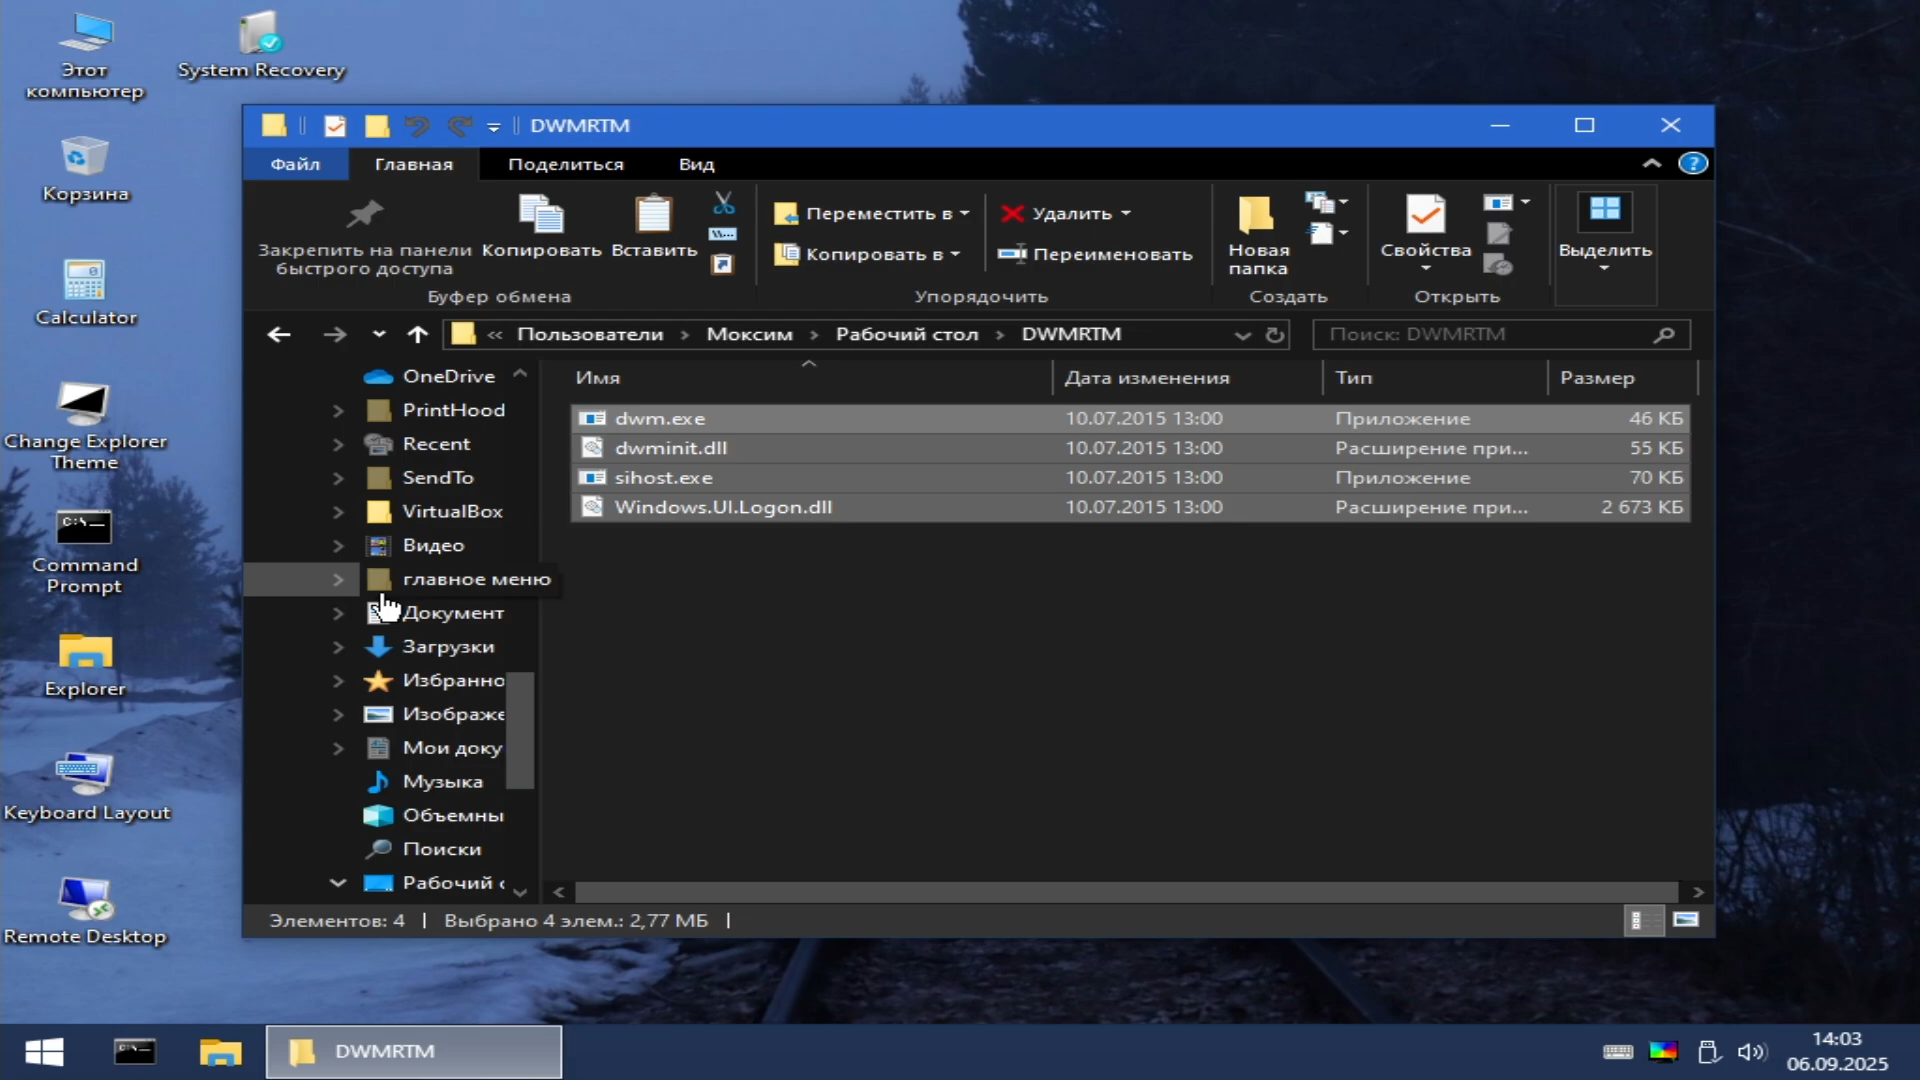 Этот
компьютер
System Recovery
Корзина
Calculator
Change Explorer
Theme
Command
Prompt
Explorer
Keyboard Layout
Remote Desktop
DWMRTM
Файл
Главная
Поделиться
Вид
Закрепить на панели
быстрого доступа
Копировать
Вставить
Буфер обмена
Переместить в
Копировать в
Удалить
Переименовать
Упорядочить
Новая
папка
Создать
Свойства
Открыть
Выделить
« Пользователи › Моксим › Рабочий стол › DWMRTM
Поиск: DWMRTM
OneDrive
PrintHood
Recent
SendTo
VirtualBox
Видео
главное меню
Документ
Загрузки
Избранно
Изображе
Мои доку
Музыка
Объемны
Поиски
Рабочий с
Имя Дата изменения Тип Размер
dwm.exe 10.07.2015 13:00 Приложение 46 КБ
dwminit.dll 10.07.2015 13:00 Расширение при... 55 КБ
sihost.exe 10.07.2015 13:00 Приложение 70 КБ
Windows.UI.Logon.dll 10.07.2015 13:00 Расширение при... 2 673 КБ
Элементов: 4 | Выбрано 4 элем.: 2,77 МБ |
DWMRTM
14:03
06.09.2025